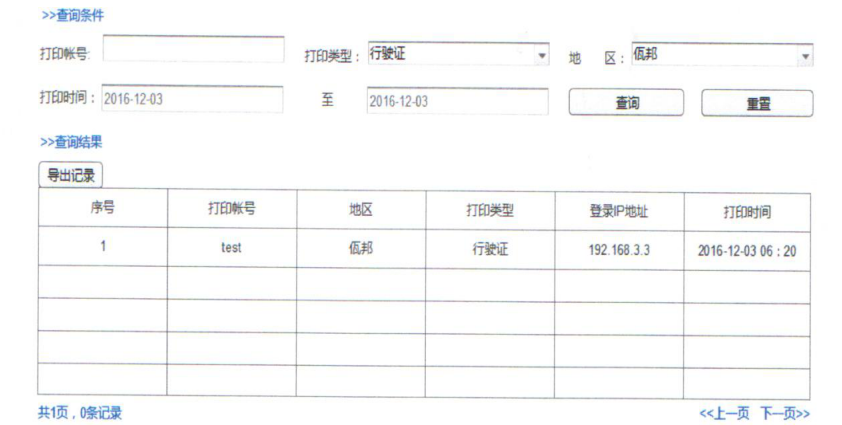 >>查询条件
打印帐号: 打印类型：行驶证 地 区：佤邦
打印时间：2016-12-03 至 2016-12-03 查询 重置
>>查询结果
导出记录
序号 打印帐号 地区 打印类型 登录IP地址 打印时间
1 test 佤邦 行驶证 192.168.3.3 2016-12-03 06：20
共1页，0条记录 <<上一页 下一页>>